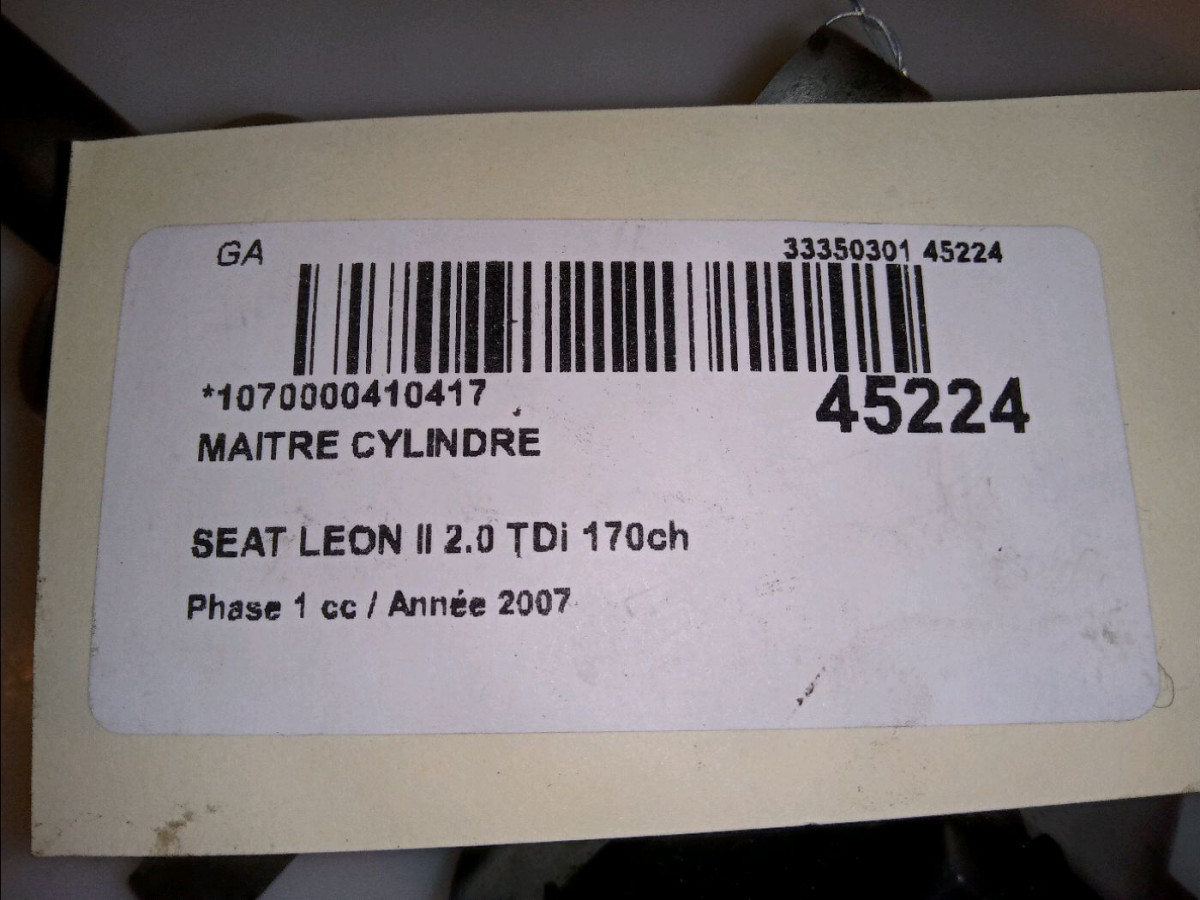 GA 33350301 45224
*1070000410417 45224
MAITRE CYLINDRE
SEAT LEON II 2.0 TDi 170ch
Phase 1 cc / Année 2007